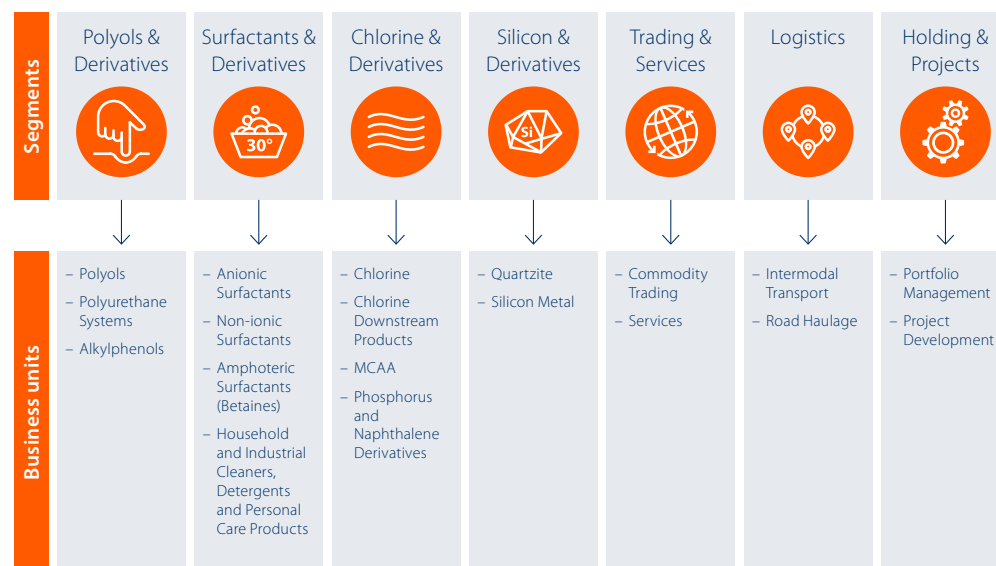 Segments
Polyols &
Derivatives
Surfactants &
Derivatives
30°
Chlorine &
Derivatives
Silicon &
Derivatives
Si
Trading &
Services
Logistics
Holding &
Projects
Business units
– Polyols
– Polyurethane
Systems
– Alkylphenols
– Anionic
Surfactants
– Non-ionic
Surfactants
– Amphoteric
Surfactants
(Betaines)
– Household
and Industrial
Cleaners,
Detergents
and Personal
Care Products
– Chlorine
– Chlorine
Downstream
Products
– MCAA
– Phosphorus
and
Naphthalene
Derivatives
– Quartzite
– Silicon Metal
– Commodity
Trading
– Services
– Intermodal
Transport
– Road Haulage
– Portfolio
Management
– Project
Development